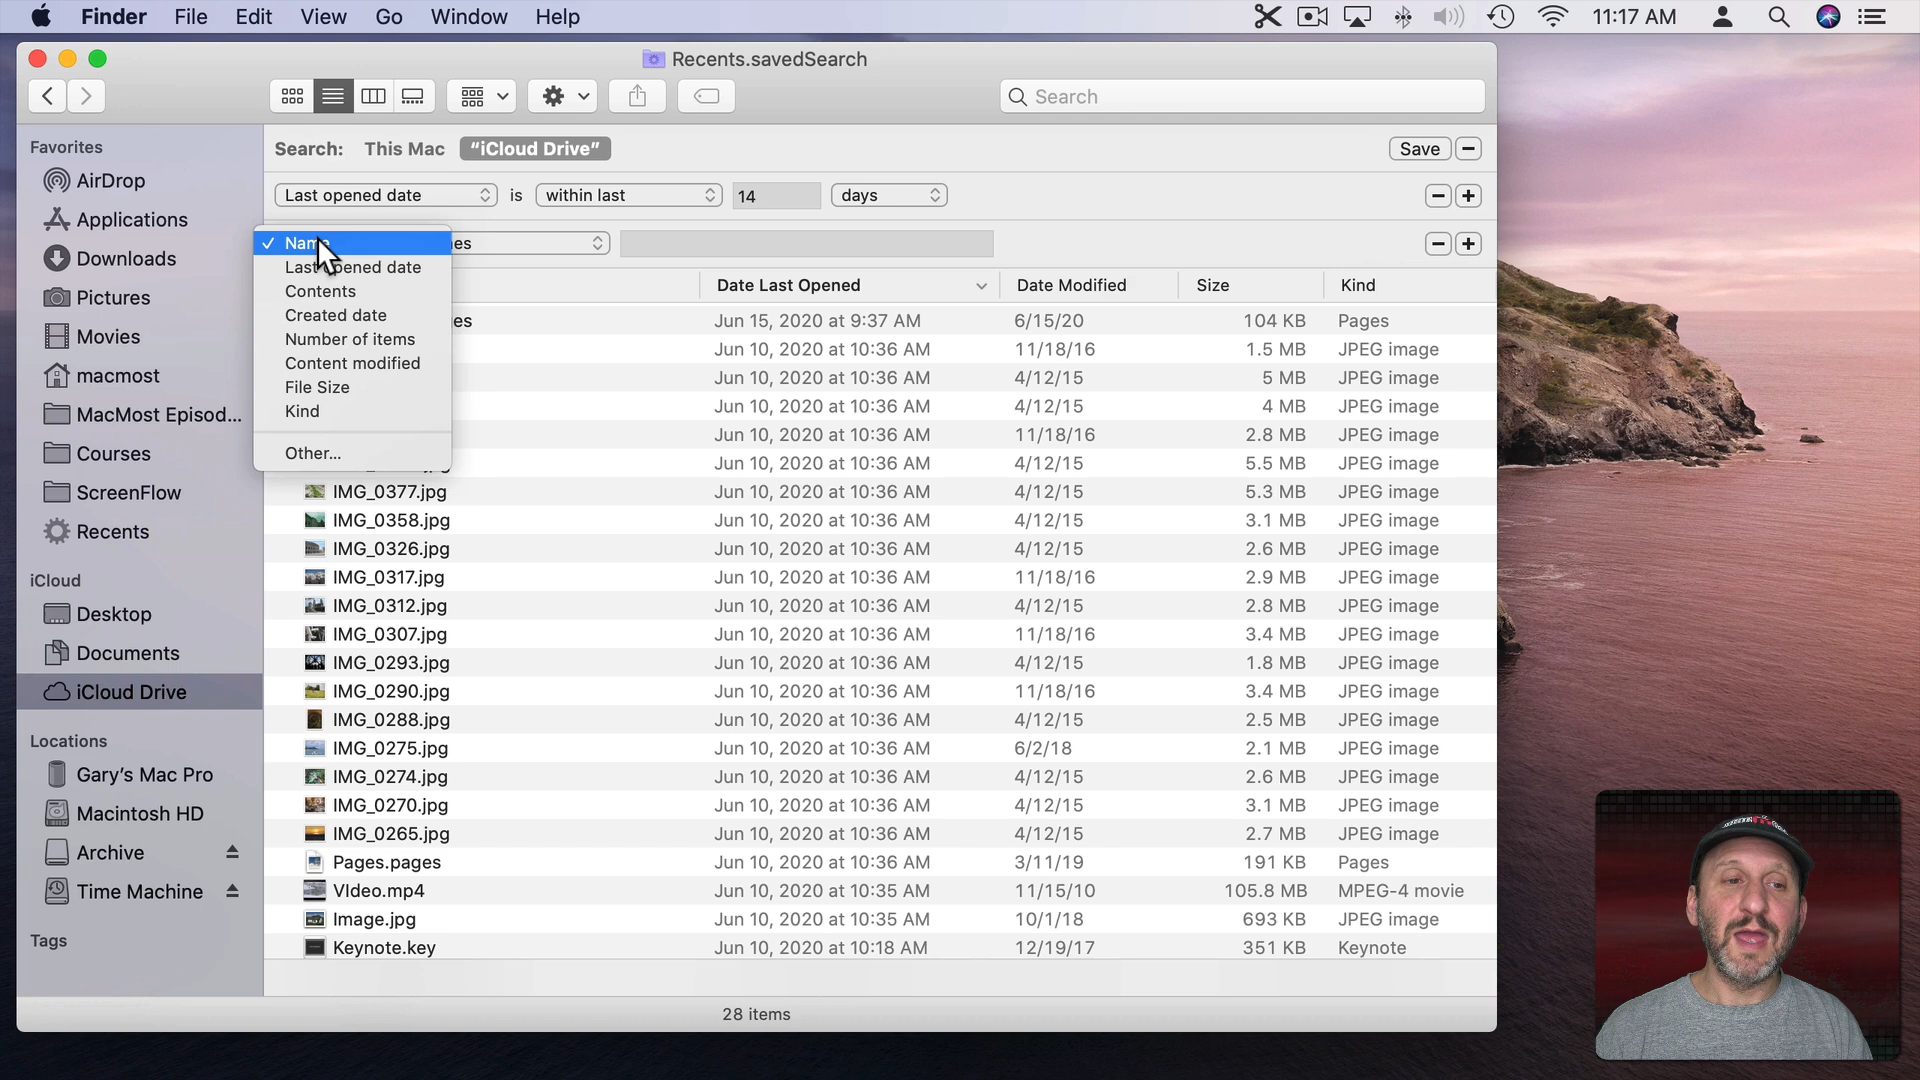 Finder File Edit View Go Window Help 11:17 AM
Recents.savedSearch
Search
Favorites
AirDrop
Applications
Downloads
Pictures
Movies
macmost
MacMost Episod...
Courses
ScreenFlow
Recents
iCloud
Desktop
Documents
iCloud Drive
Locations
Gary's Mac Pro
Macintosh HD
Archive
Time Machine
Tags
Search: This Mac “iCloud Drive” Save
Last opened date is within last 14 days
✓ Name
Last opened date
Contents
Created date
Number of items
Content modified
File Size
Kind
Other...
Date Last Opened Date Modified Size Kind
Jun 15, 2020 at 9:37 AM 6/15/20 104 KB Pages
Jun 10, 2020 at 10:36 AM 11/18/16 1.5 MB JPEG image
Jun 10, 2020 at 10:36 AM 4/12/15 5 MB JPEG image
Jun 10, 2020 at 10:36 AM 4/12/15 4 MB JPEG image
Jun 10, 2020 at 10:36 AM 11/18/16 2.8 MB JPEG image
Jun 10, 2020 at 10:36 AM 4/12/15 5.5 MB JPEG image
IMG_0377.jpg Jun 10, 2020 at 10:36 AM 4/12/15 5.3 MB JPEG image
IMG_0358.jpg Jun 10, 2020 at 10:36 AM 4/12/15 3.1 MB JPEG image
IMG_0326.jpg Jun 10, 2020 at 10:36 AM 4/12/15 2.6 MB JPEG image
IMG_0317.jpg Jun 10, 2020 at 10:36 AM 11/18/16 2.9 MB JPEG image
IMG_0312.jpg Jun 10, 2020 at 10:36 AM 4/12/15 2.8 MB JPEG image
IMG_0307.jpg Jun 10, 2020 at 10:36 AM 11/18/16 3.4 MB JPEG image
IMG_0293.jpg Jun 10, 2020 at 10:36 AM 4/12/15 1.8 MB JPEG image
IMG_0290.jpg Jun 10, 2020 at 10:36 AM 11/18/16 3.4 MB JPEG image
IMG_0288.jpg Jun 10, 2020 at 10:36 AM 4/12/15 2.5 MB JPEG image
IMG_0275.jpg Jun 10, 2020 at 10:36 AM 6/2/18 2.1 MB JPEG image
IMG_0274.jpg Jun 10, 2020 at 10:36 AM 4/12/15 2.6 MB JPEG image
IMG_0270.jpg Jun 10, 2020 at 10:36 AM 4/12/15 3.1 MB JPEG image
IMG_0265.jpg Jun 10, 2020 at 10:36 AM 4/12/15 2.7 MB JPEG image
Pages.pages Jun 10, 2020 at 10:36 AM 3/11/19 191 KB Pages
VIdeo.mp4 Jun 10, 2020 at 10:35 AM 11/15/10 105.8 MB MPEG-4 movie
Image.jpg Jun 10, 2020 at 10:35 AM 10/1/18 693 KB JPEG image
Keynote.key Jun 10, 2020 at 10:18 AM 12/19/17 351 KB Keynote
28 items